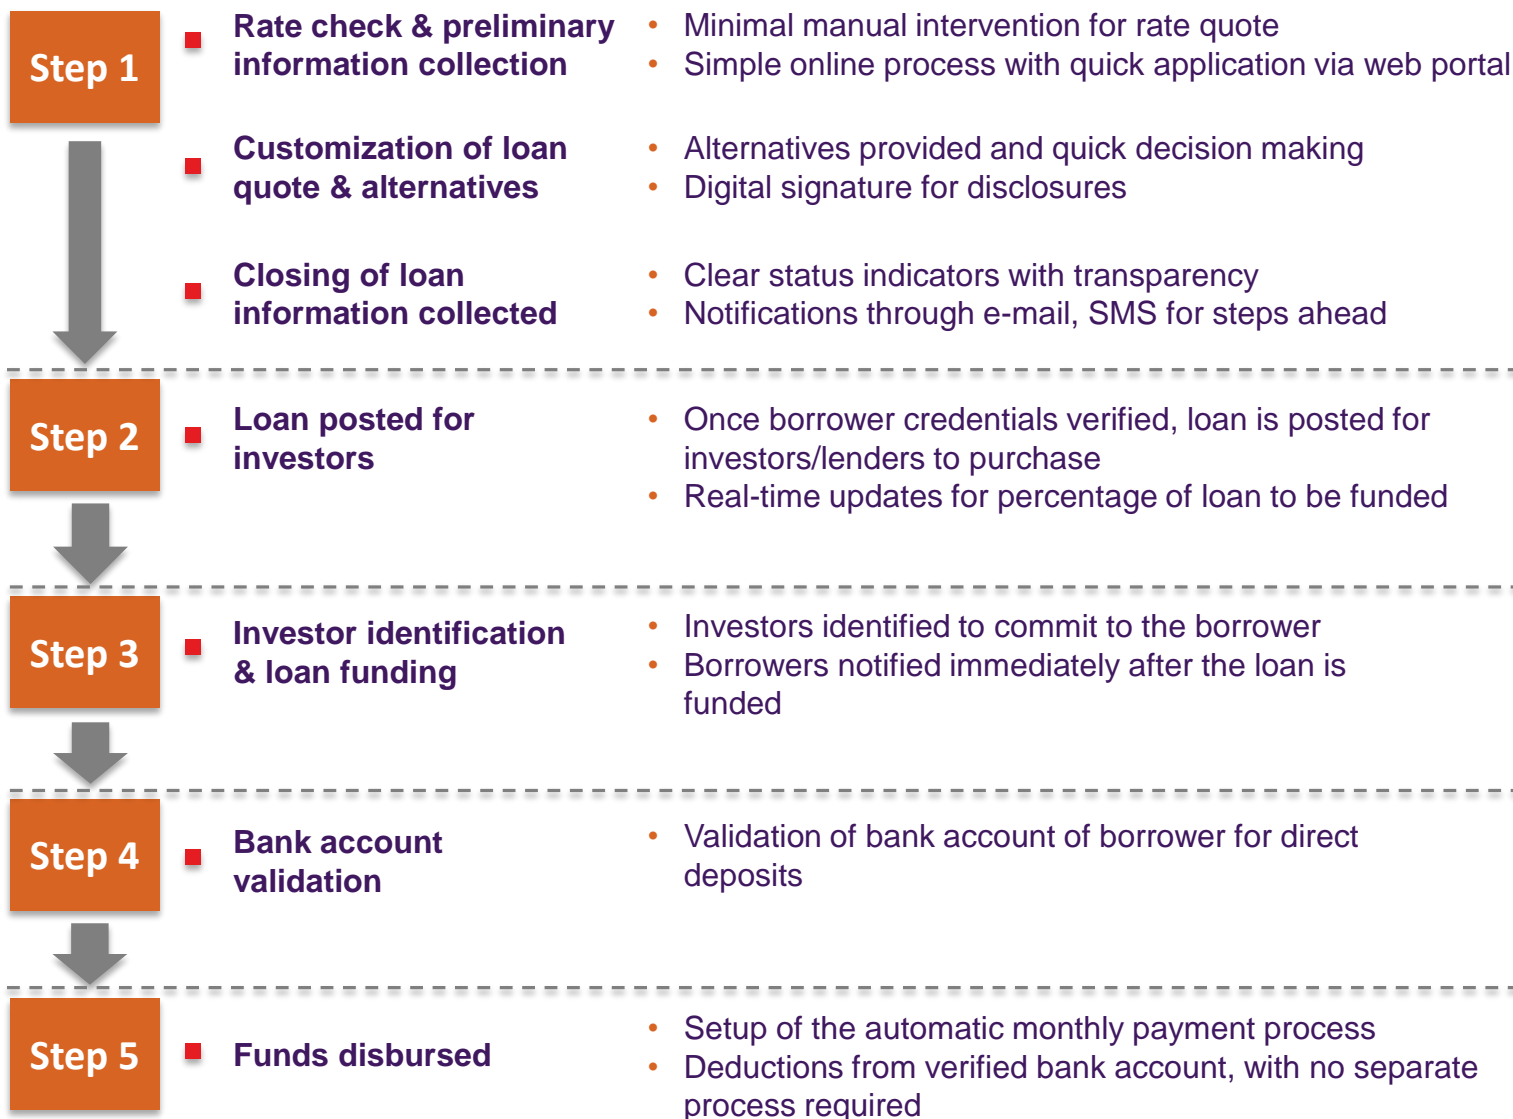 Step 1
Rate check & preliminary
information collection
• Minimal manual intervention for rate quote
• Simple online process with quick application via web portal
Customization of loan
quote & alternatives
• Alternatives provided and quick decision making
• Digital signature for disclosures
Closing of loan
information collected
• Clear status indicators with transparency
• Notifications through e-mail, SMS for steps ahead
Step 2
Loan posted for
investors
• Once borrower credentials verified, loan is posted for
investors/lenders to purchase
• Real-time updates for percentage of loan to be funded
Step 3
Investor identification
& loan funding
• Investors identified to commit to the borrower
• Borrowers notified immediately after the loan is
funded
Step 4
Bank account
validation
• Validation of bank account of borrower for direct
deposits
Step 5
Funds disbursed
• Setup of the automatic monthly payment process
• Deductions from verified bank account, with no separate
process required